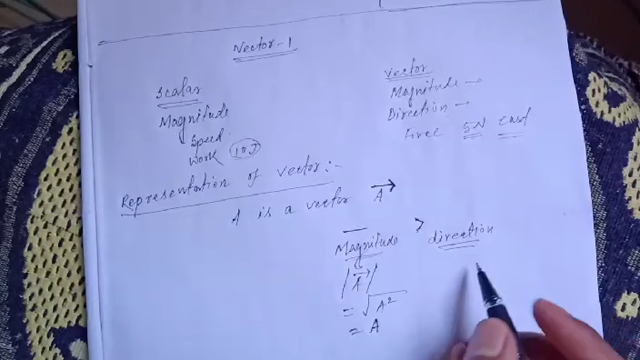 Vector-1
Scalar
Magnitude
Speed
Work 10J
Vector
Magnitude →
Direction →
Force 5N East
Representation of vector:-
A is a vector A→
Magnitude > direction
|A→|
= √A²
= A